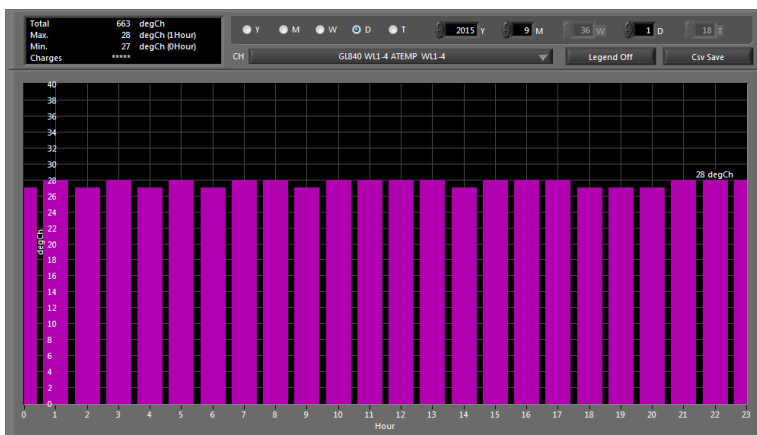 Total 663 degCh
Max. 28 degCh (1Hour)
Min. 27 degCh (0Hour)
Charges *****
Y M W D T 2015 Y 9 M 36 W 1 D 18 T
CH GL840 WL1-4 ATEMP WL1-4 Legend Off Csv Save
40
38
36
34
32
30
28
28 degCh
26
24
22
20
18
16
14
12
10
8
6
4
2
0
degCh
0 1 2 3 4 5 6 7 8 9 10 11 12 13 14 15 16 17 18 19 20 21 22 23
Hour